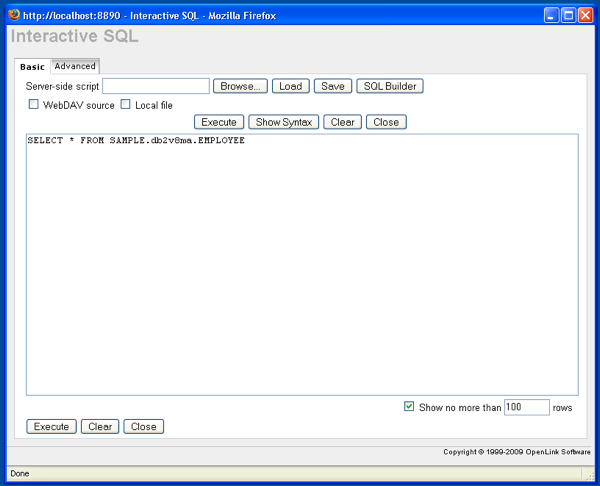 http://localhost:8890 - Interactive SQL - Mozilla Firefox
Interactive SQL
Basic Advanced
Server-side script Browse... Load Save SQL Builder
WebDAV source Local file
Execute Show Syntax Clear Close
SELECT * FROM SAMPLE.db2v8ma.EMPLOYEE
Show no more than 100 rows
Execute Clear Close
Copyright © 1999-2009 OpenLink Software
Done